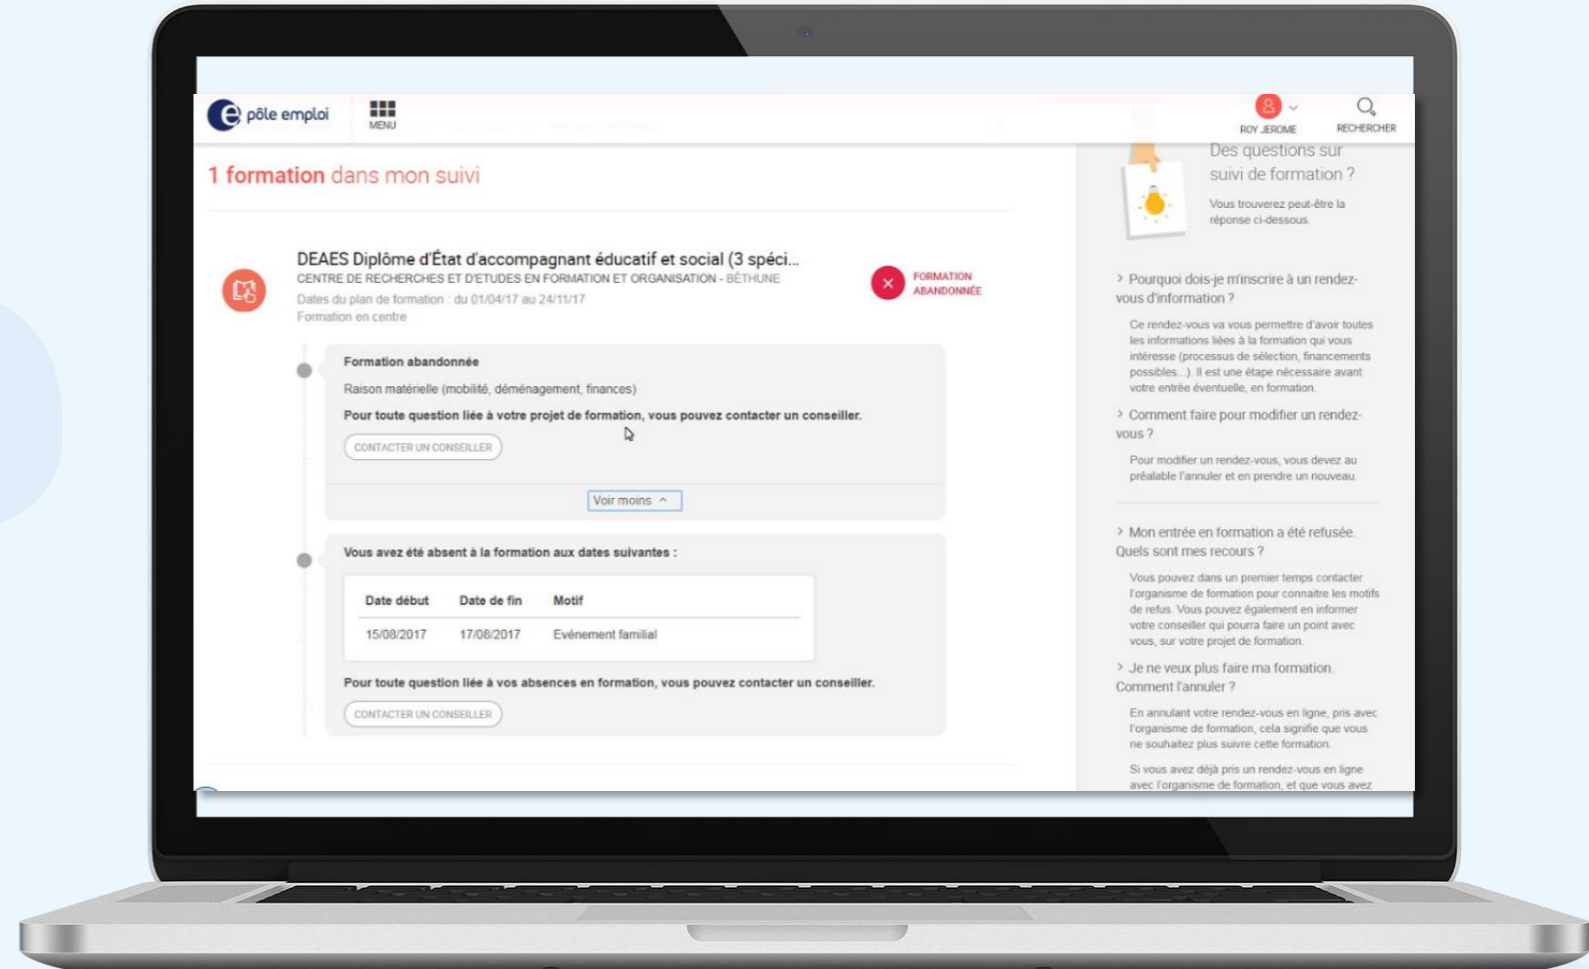 pôle emploi
MENU
ROY JEROME
RECHERCHER
1 formation dans mon suivi
DEAES Diplôme d'État d'accompagnant éducatif et social (3 spéci...
CENTRE DE RECHERCHES ET D'ETUDES EN FORMATION ET ORGANISATION - BÉTHUNE
Dates du plan de formation : du 01/04/17 au 24/11/17
Formation en centre
FORMATION
ABANDONNÉE
Formation abandonnée
Raison matérielle (mobilité, déménagement, finances)
Pour toute question liée à votre projet de formation, vous pouvez contacter un conseiller.
CONTACTER UN CONSEILLER
Voir moins
Vous avez été absent à la formation aux dates suivantes :
Date début Date de fin Motif
15/08/2017 17/08/2017 Evénement familial
Pour toute question liée à vos absences en formation, vous pouvez contacter un conseiller.
CONTACTER UN CONSEILLER
Des questions sur
suivi de formation ?
Vous trouverez peut-être la
réponse ci-dessous.
> Pourquoi dois-je m'inscrire à un rendez-
vous d'information ?
Ce rendez-vous va vous permettre d'avoir toutes
les informations liées à la formation qui vous
intéresse (processus de sélection, financements
possibles...). Il est une étape nécessaire avant
votre entrée éventuelle, en formation.
> Comment faire pour modifier un rendez-
vous ?
Pour modifier un rendez-vous, vous devez au
préalable l'annuler et en prendre un nouveau.
> Mon entrée en formation a été refusée.
Quels sont mes recours ?
Vous pouvez dans un premier temps contacter
l'organisme de formation pour connaitre les motifs
de refus. Vous pouvez également en informer
votre conseiller qui pourra faire un point avec
vous, sur votre projet de formation.
> Je ne veux plus faire ma formation.
Comment l'annuler ?
En annulant votre rendez-vous en ligne, pris avec
l'organisme de formation, cela signifie que vous
ne souhaitez plus suivre cette formation.
Si vous avez déjà pris un rendez-vous en ligne
avec l'organisme de formation, et que vous avez